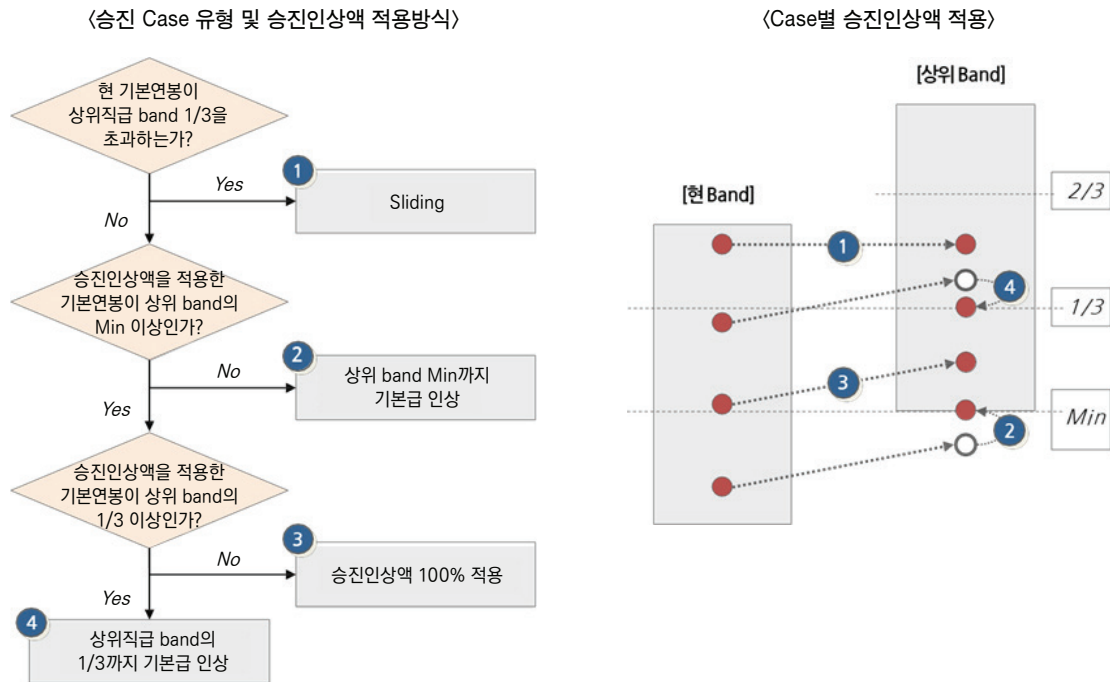 〈승진 Case 유형 및 승진인상액 적용방식〉
현 기본연봉이
상위직급 band 1/3을
초과하는가?
Yes
1
Sliding
No
승진인상액을 적용한
기본연봉이 상위 band의
Min 이상인가?
No
2
상위 band Min까지
기본급 인상
Yes
승진인상액을 적용한
기본연봉이 상위 band의
1/3 이상인가?
No
3
승진인상액 100% 적용
Yes
4
상위직급 band의
1/3까지 기본급 인상
〈Case별 승진인상액 적용〉
[상위 Band]
[현 Band]
2/3
1
4
1/3
3
Min
2